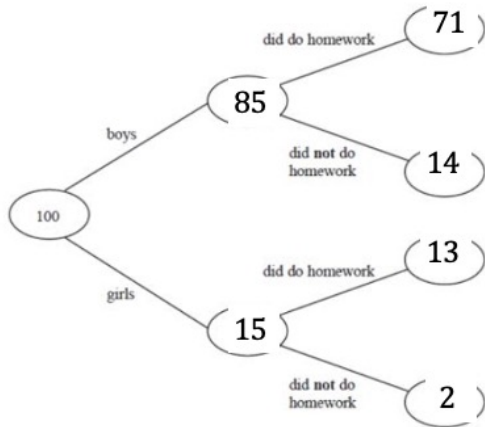 did do homework
71
85
boys
did not do
homework
14
100
did do homework
13
girls
15
did not do
homework
2